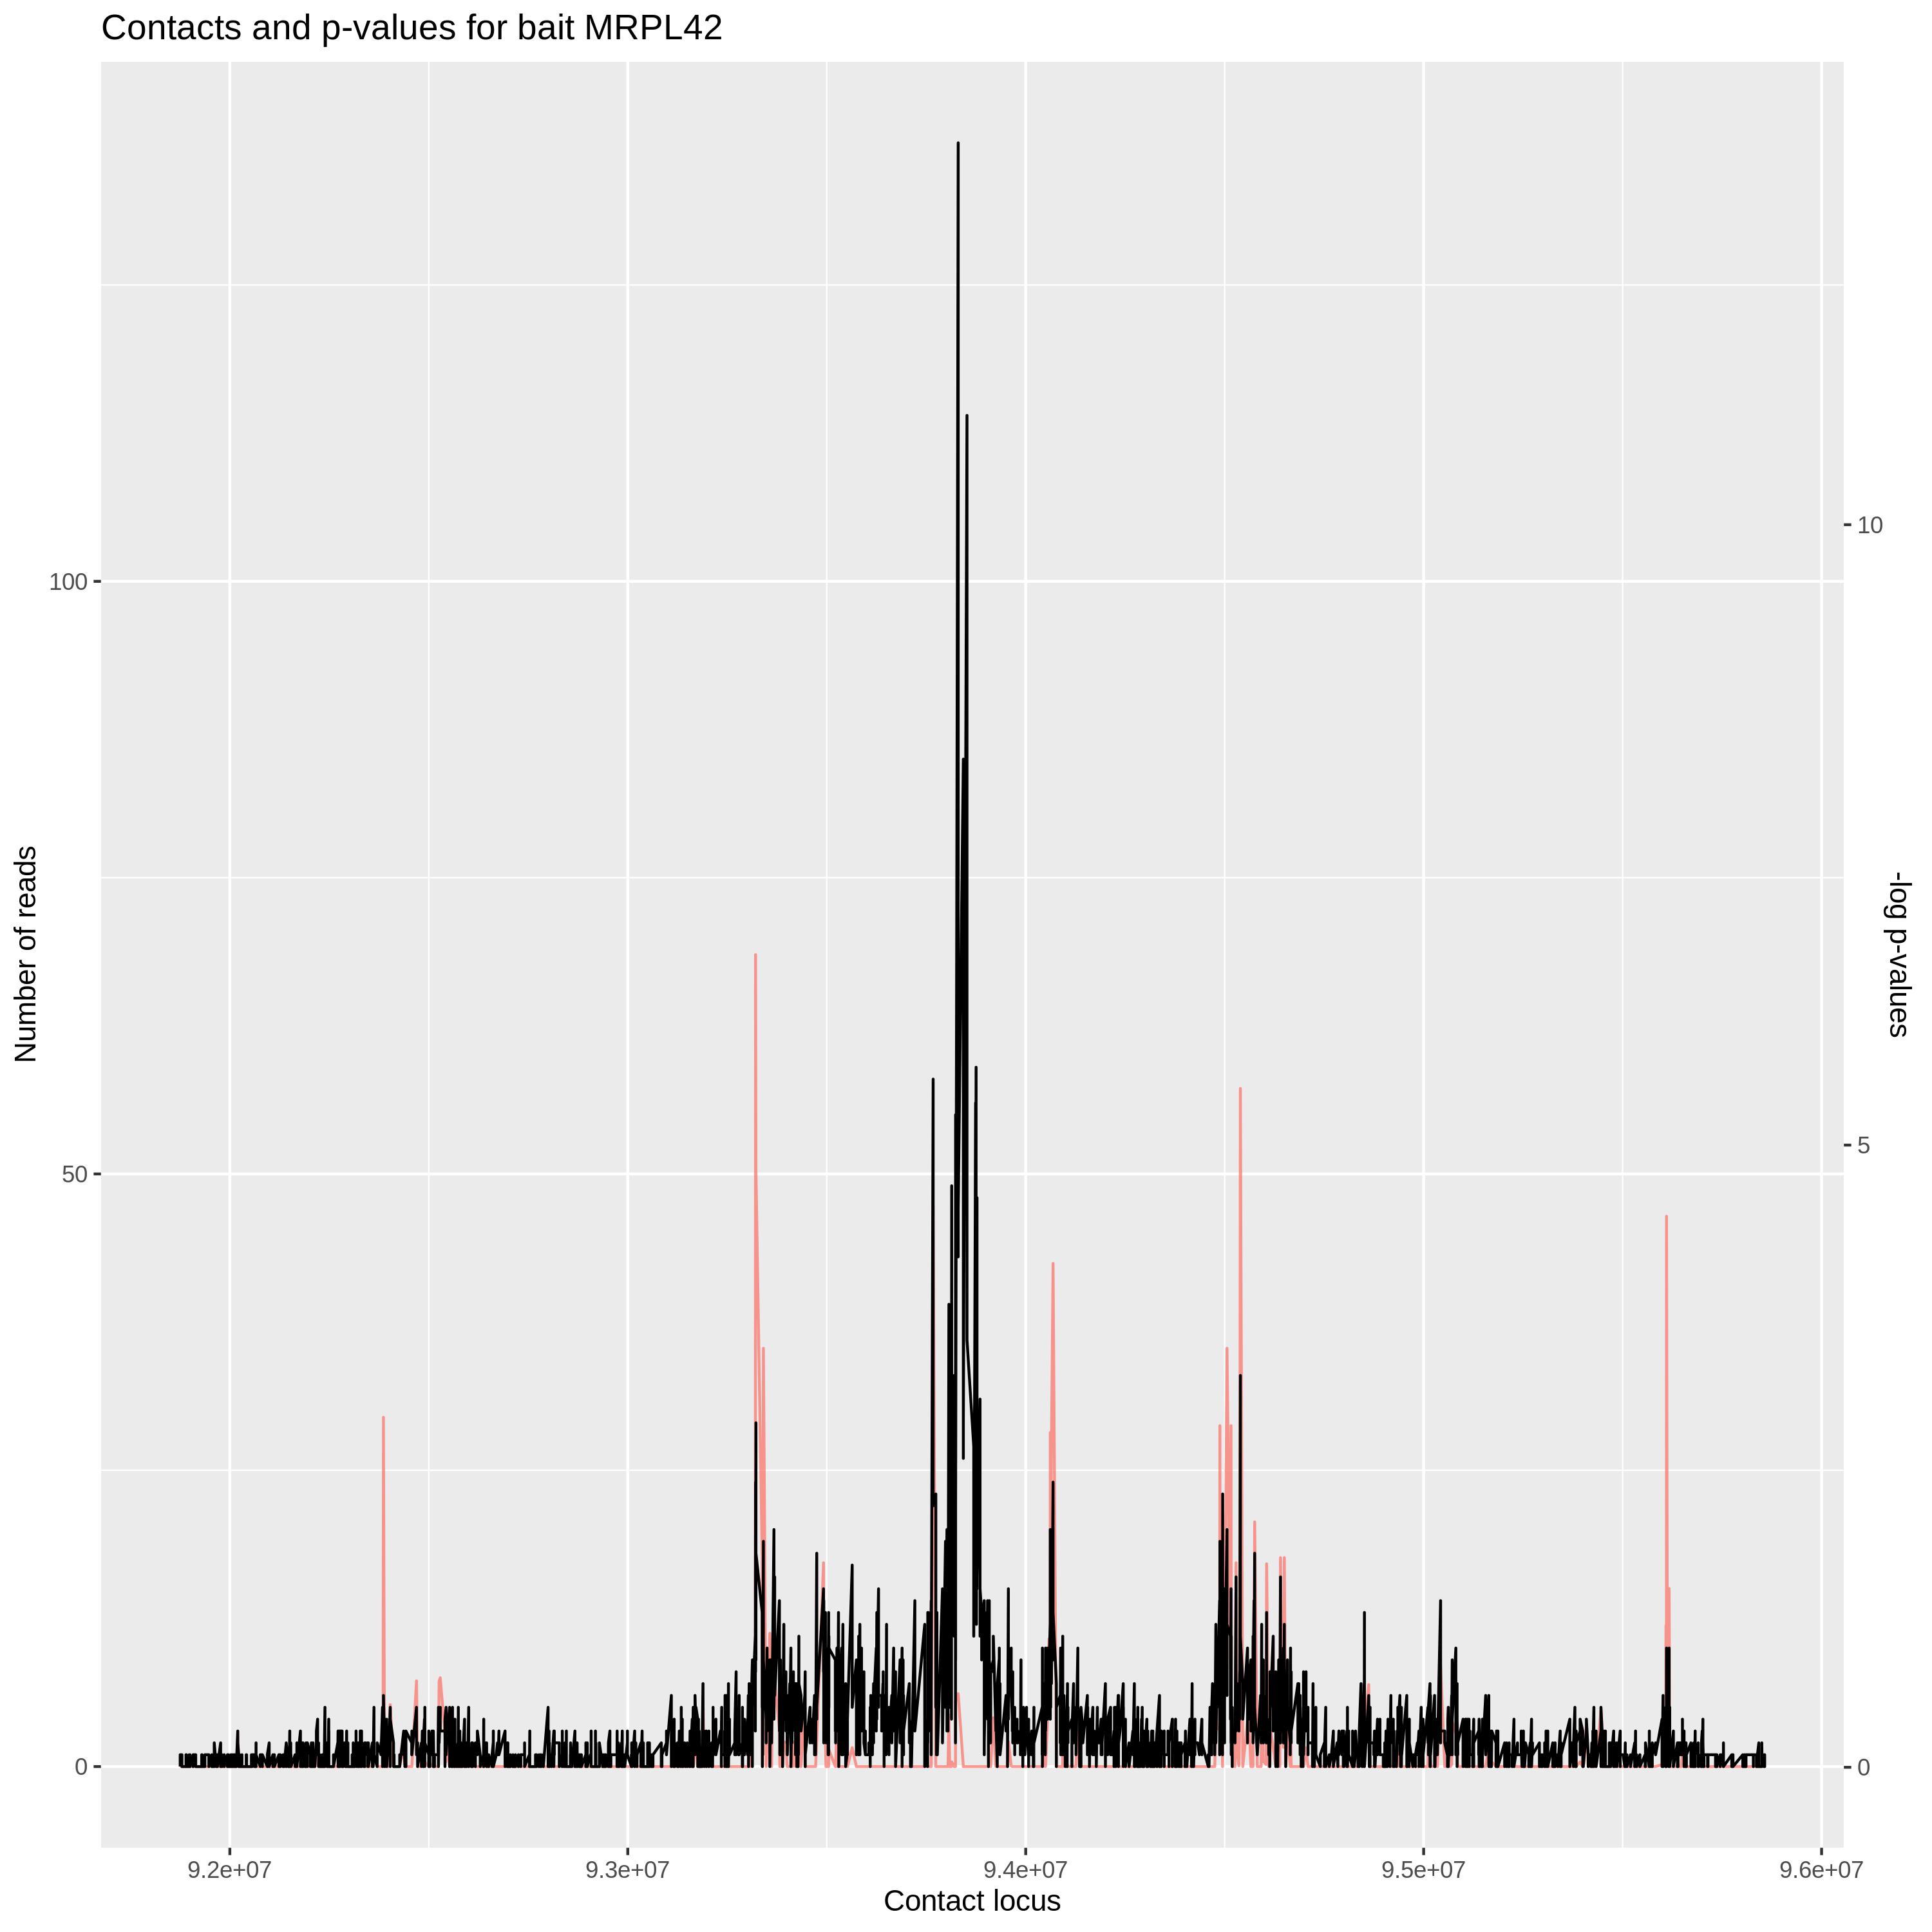 Contacts and p-values for bait MRPL42
Number of reads
100
50
0
10
5
0
-log p-values
9.2e+07
9.3e+07
9.4e+07
9.5e+07
9.6e+07
Contact locus